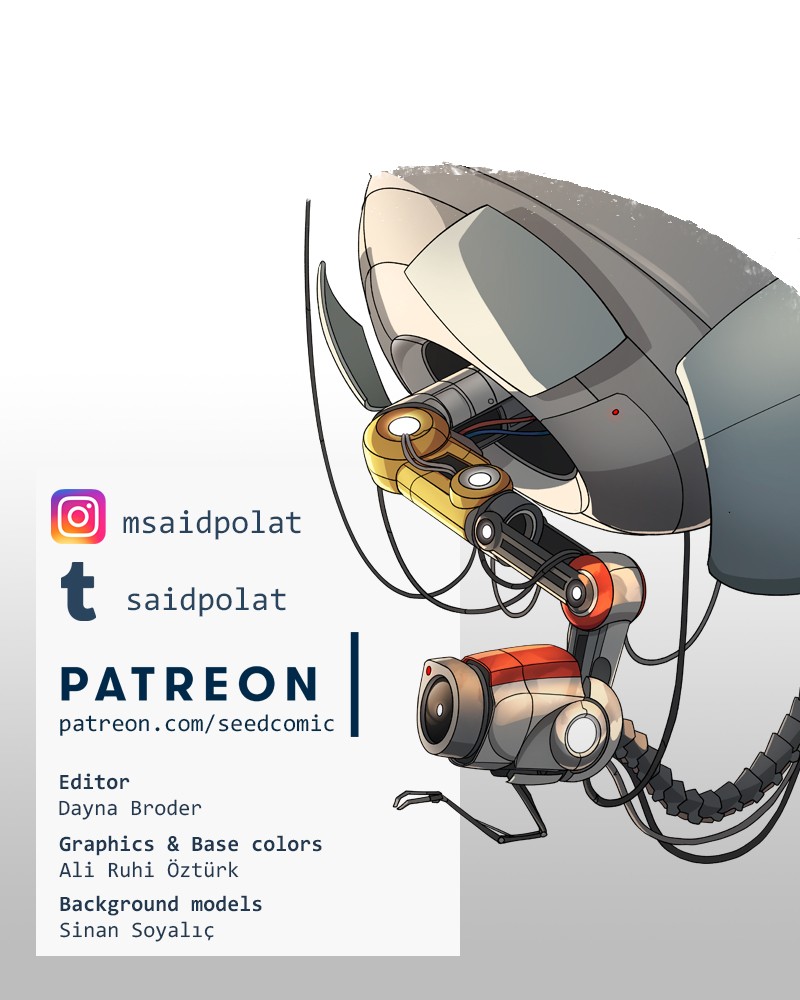 msaidpolat
t saidpolat
PATREON
patreon.com/seedcomic
Editor
Dayna Broder
Graphics & Base colors
Ali Ruhi Öztürk
Background models
Sinan Soyalıç